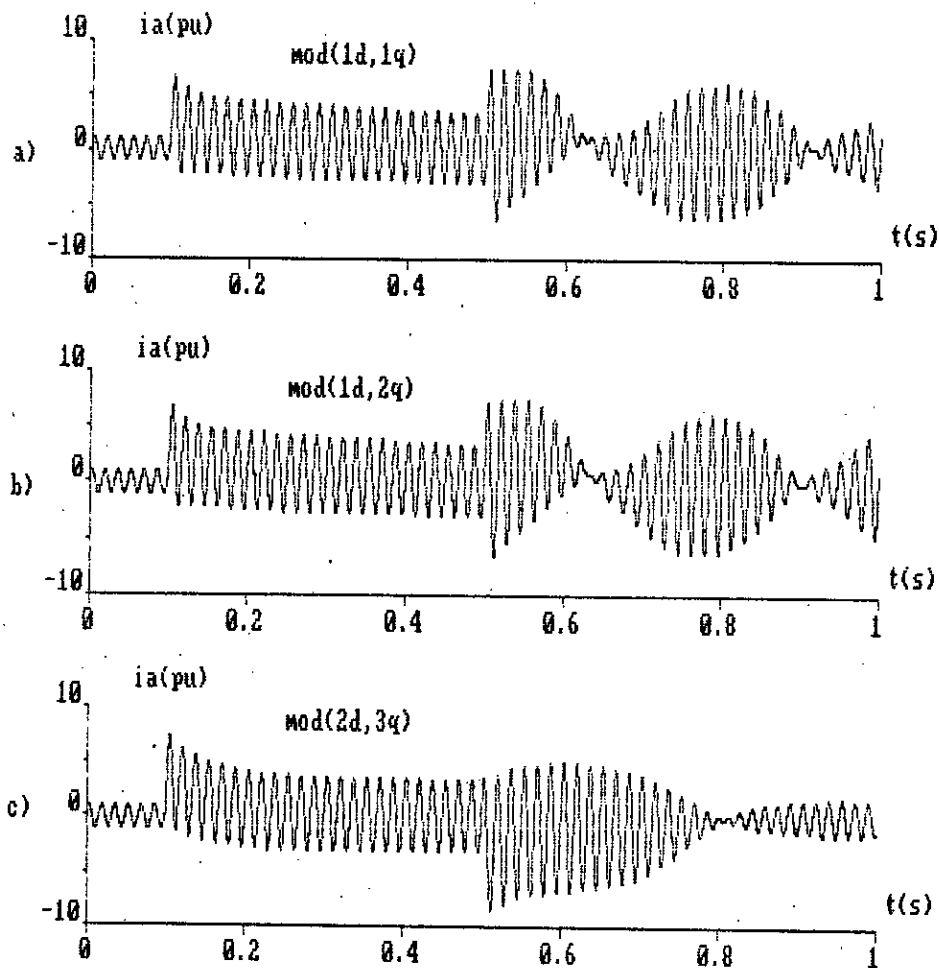 10 ia(pu)
mod(1d,1q)
a) 0
-10 t(s)
0 0.2 0.4 0.6 0.8 1
10 ia(pu)
mod(1d,2q)
b) 0
-10 t(s)
0 0.2 0.4 0.6 0.8 1
10 ia(pu)
mod(2d,3q)
c) 0
-10 t(s)
0 0.2 0.4 0.6 0.8 1